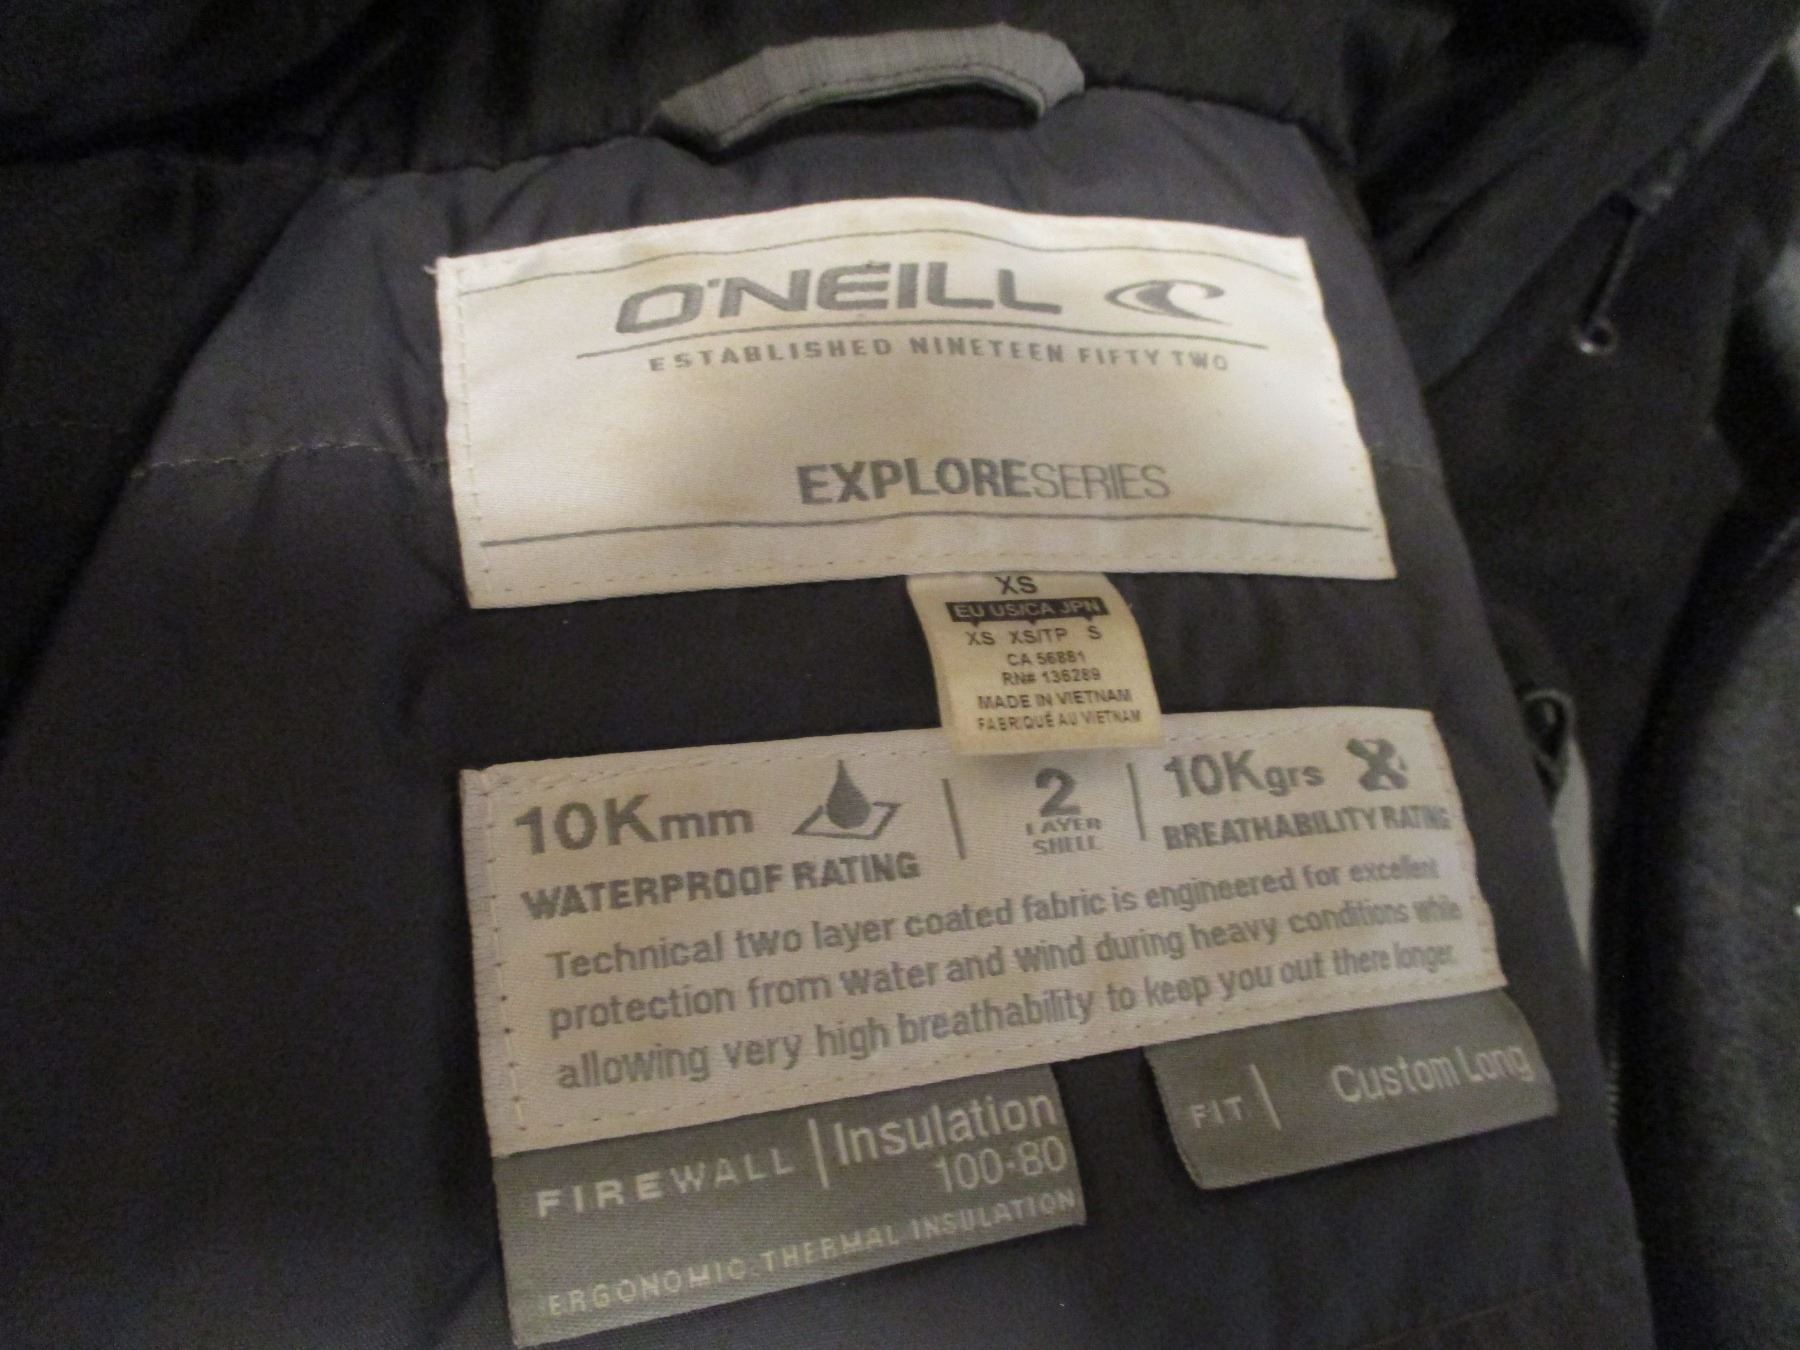 O'NEILL
ESTABLISHED NINETEEN FIFTY TWO
EXPLORESERIES
XS
EU US/CA JPN
XS XS/TP S
CA 56881
RN# 136289
MADE IN VIETNAM
FABRIQUÉ AU VIETNAM
10Kmm
WATERPROOF RATING
2
LAYER
SHELL
10Kgrs
BREATHABILITY RATING
Technical two layer coated fabric is engineered for excellent
protection from water and wind during heavy conditions while
allowing very high breathability to keep you out there longer.
FIREWALL | Insulation
100-80
ERGONOMIC THERMAL INSULATION
FIT | Custom Long